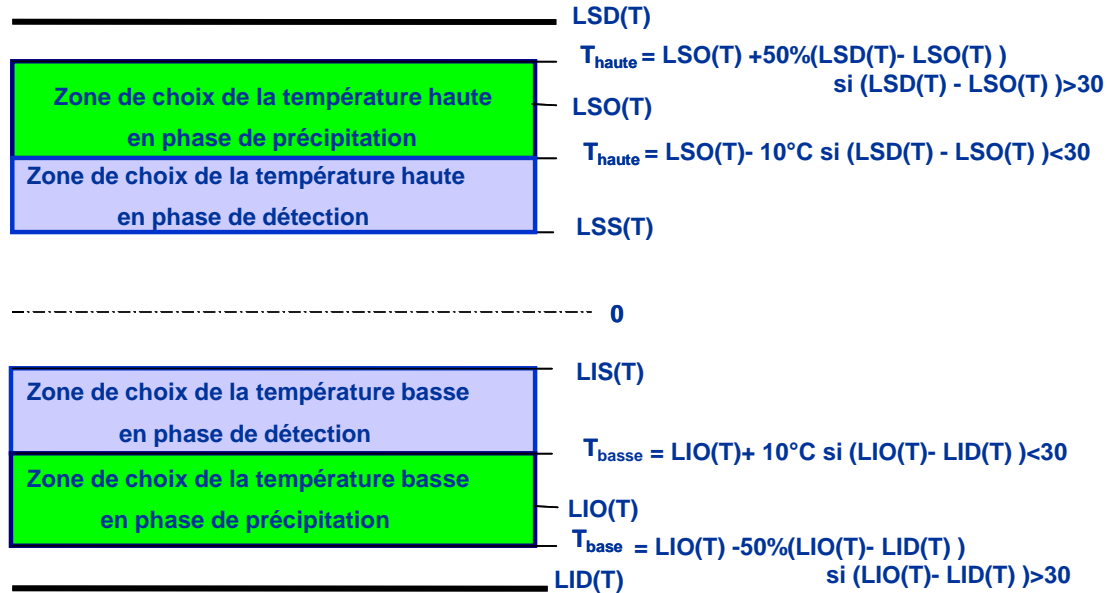 LSD(T)
Thaute = LSO(T) +50%(LSD(T)- LSO(T) )
si (LSD(T) - LSO(T) )>30
Zone de choix de la température haute
en phase de précipitation
LSO(T)
Thaute = LSO(T)- 10°C si (LSD(T) - LSO(T) )<30
Zone de choix de la température haute
en phase de détection
LSS(T)
0
LIS(T)
Zone de choix de la température basse
en phase de détection
Tbasse = LIO(T)+ 10°C si (LIO(T)- LID(T) )<30
Zone de choix de la température basse
en phase de précipitation
LIO(T)
Tbase = LIO(T) -50%(LIO(T)- LID(T) )
si (LIO(T)- LID(T) )>30
LID(T)